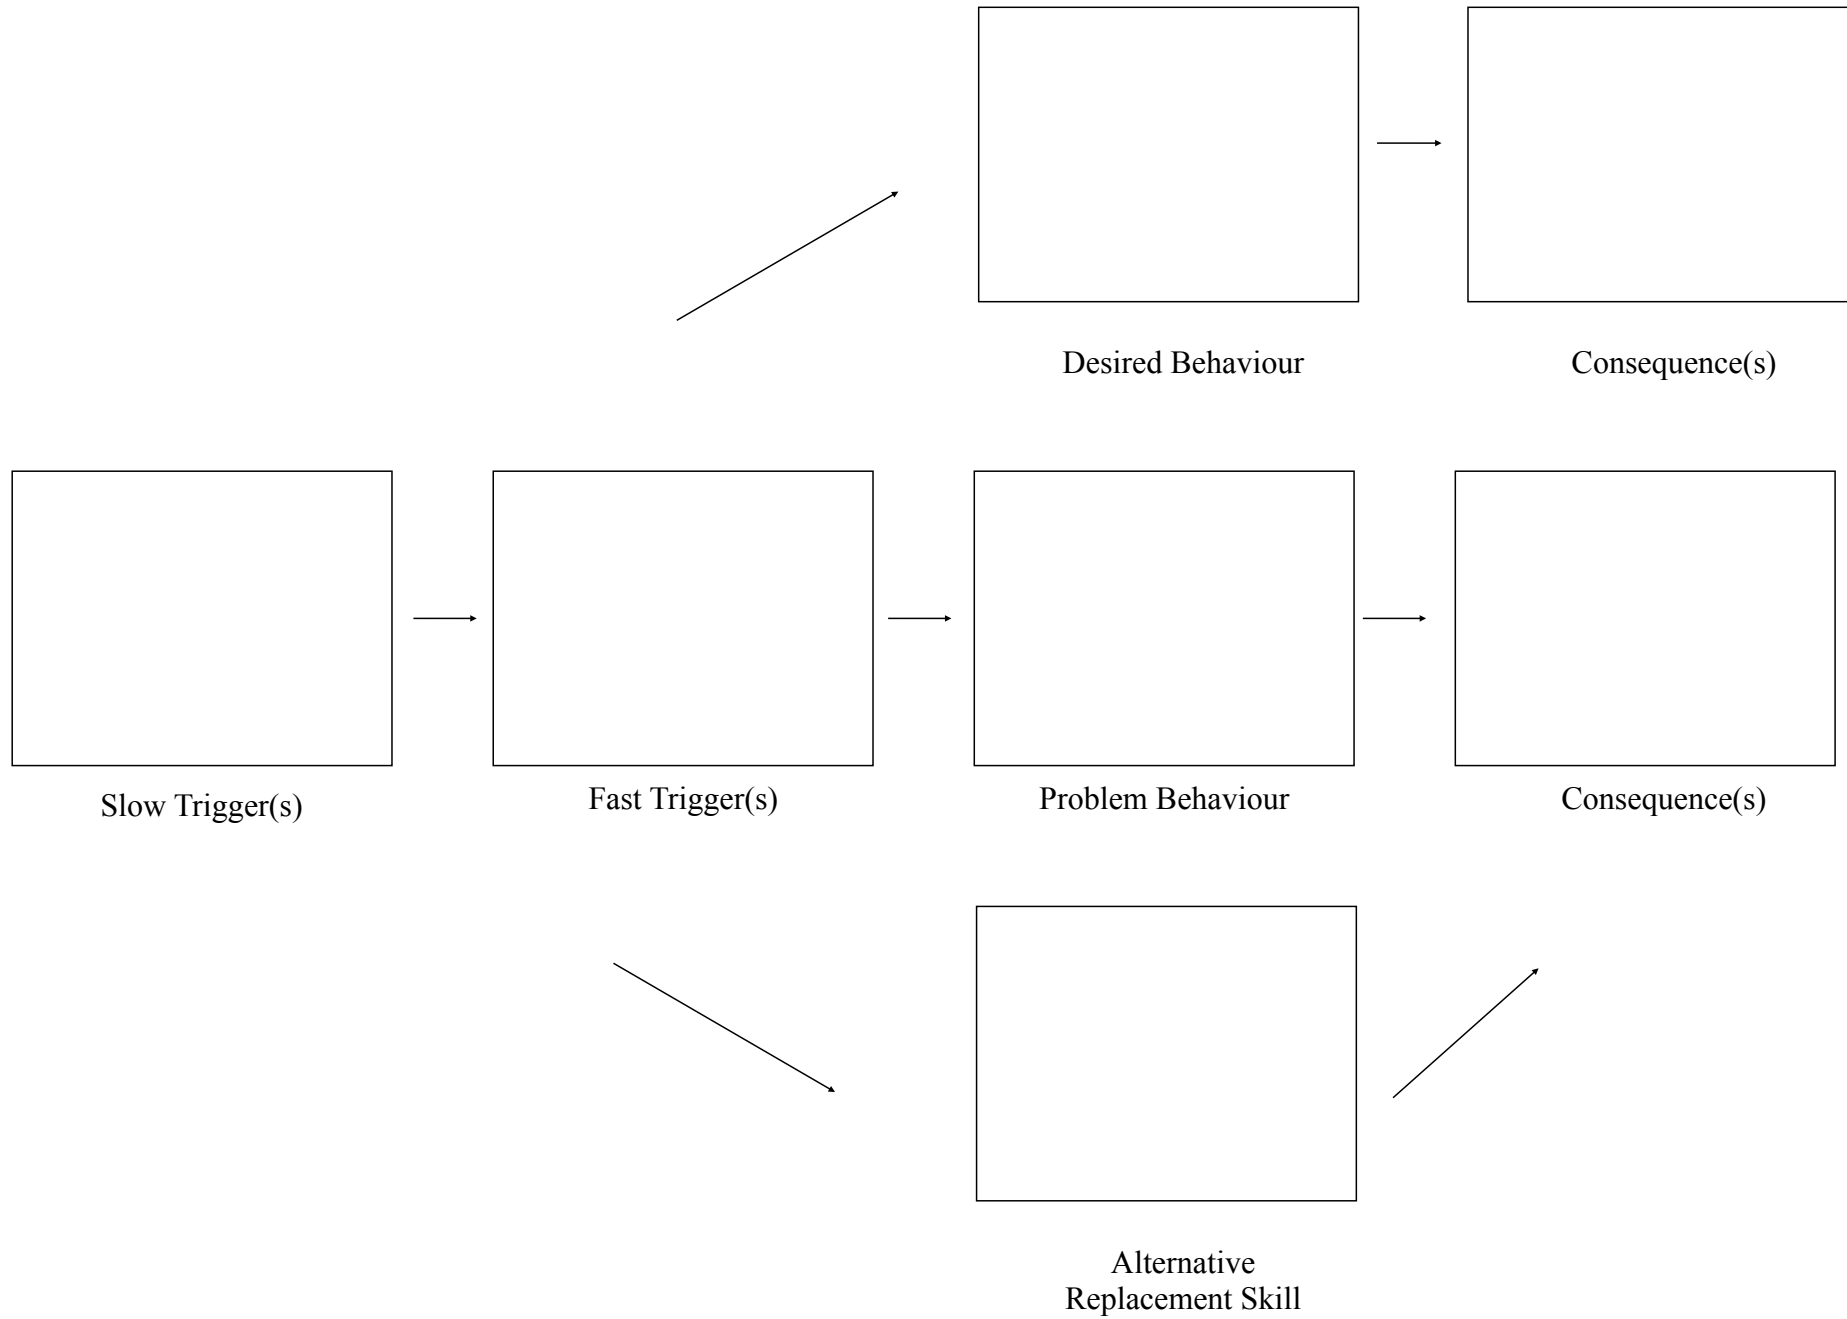 Desired Behaviour
Consequence(s)
Slow Trigger(s)
Fast Trigger(s)
Problem Behaviour
Consequence(s)
Alternative
Replacement Skill